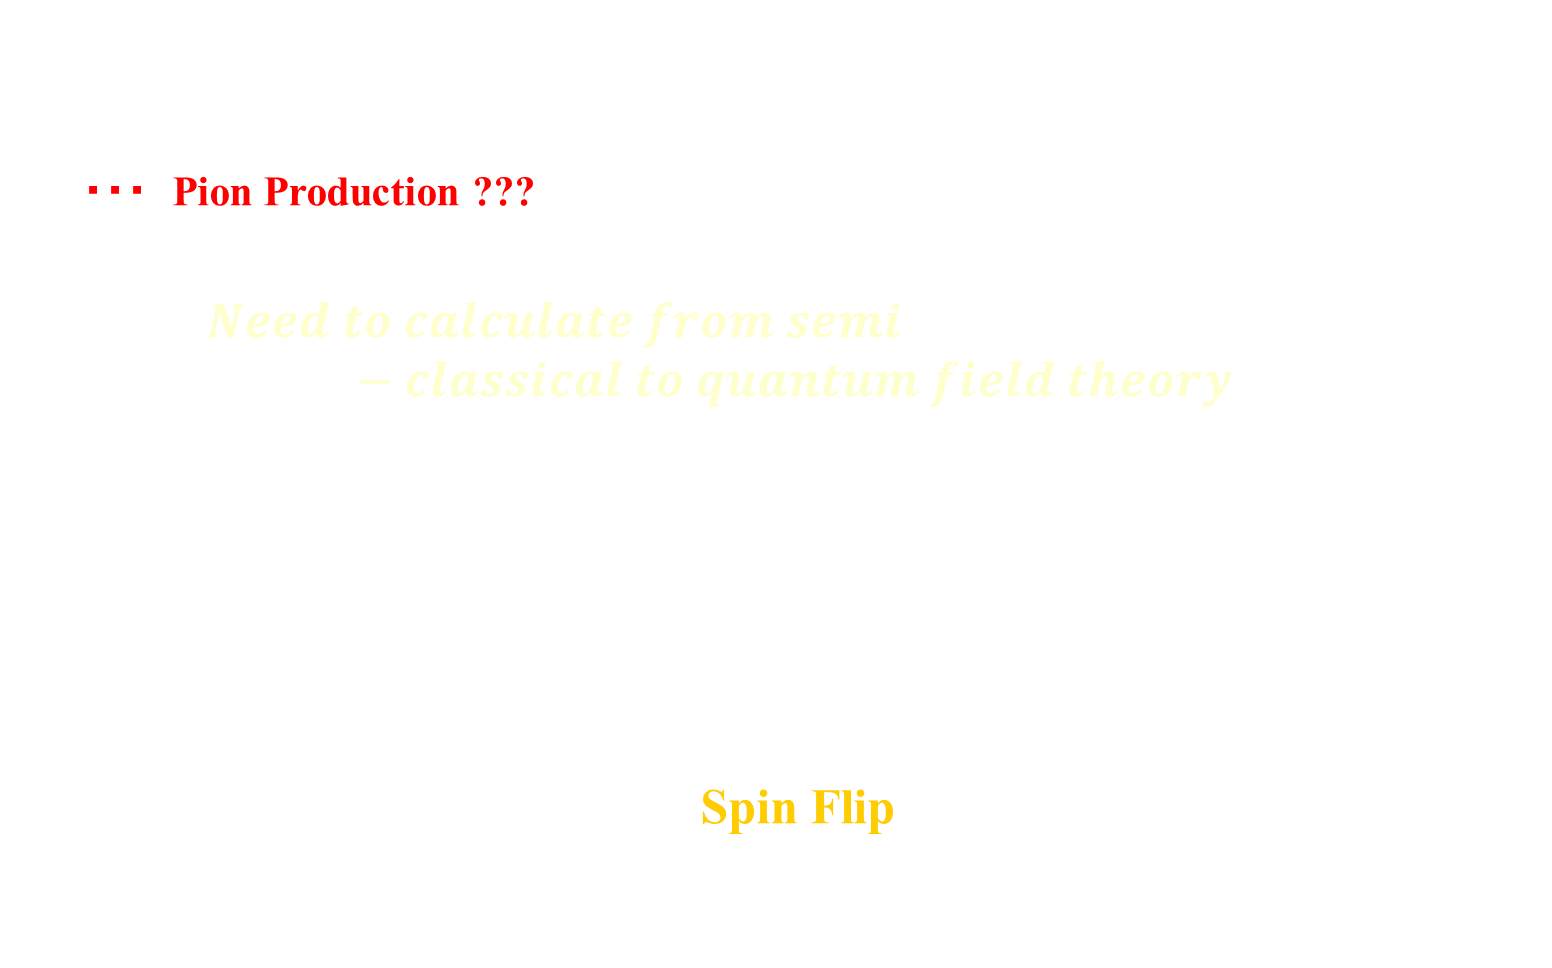 ▪▪▪ Pion Production ???
Need to calculate from semi
− classical to quantum field theory
Spin Flip